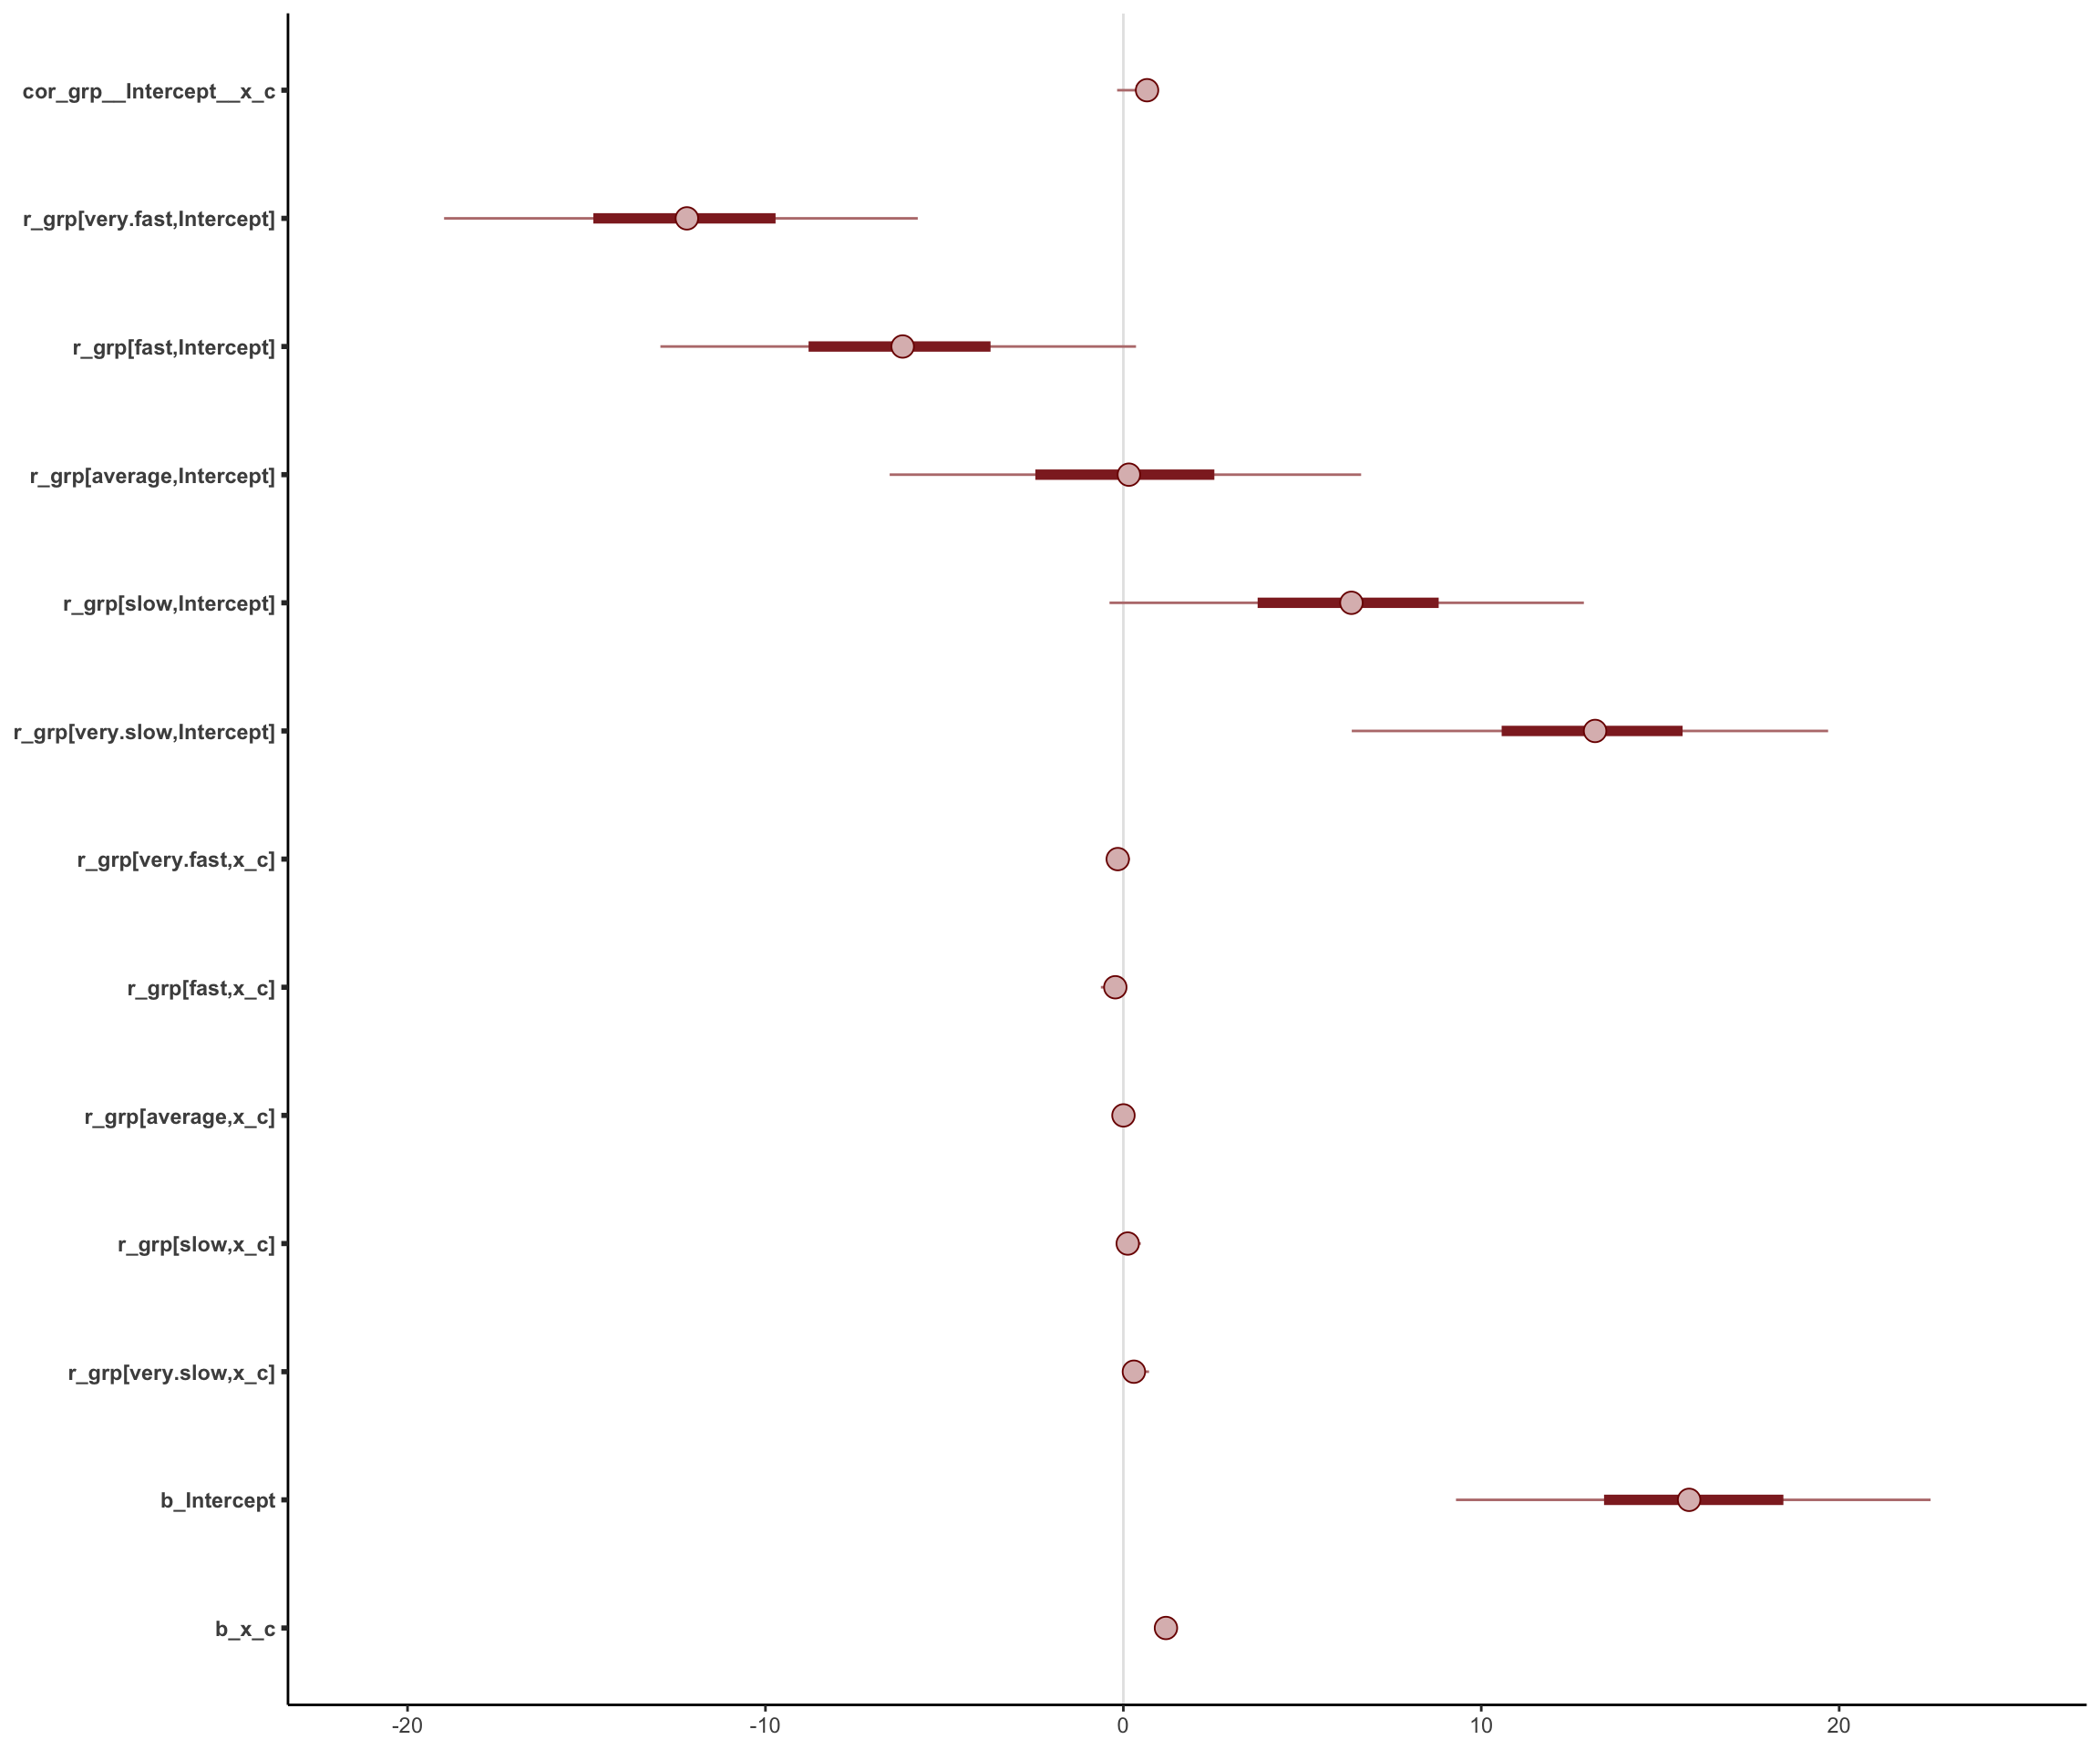 cor_grp__Intercept__x_c
r_grp[very.fast,Intercept]
r_grp[fast,Intercept]
r_grp[average,Intercept]
r_grp[slow,Intercept]
r_grp[very.slow,Intercept]
r_grp[very.fast,x_c]
r_grp[fast,x_c]
r_grp[average,x_c]
r_grp[slow,x_c]
r_grp[very.slow,x_c]
b_Intercept
b_x_c
-20 -10 0 10 20